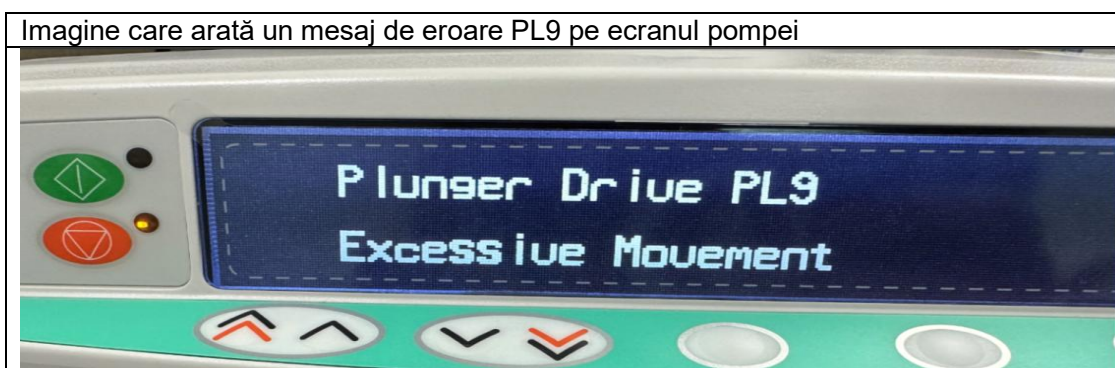 Imagine care arată un mesaj de eroare PL9 pe ecranul pompei
Plunger Drive PL9
Excessive Movement